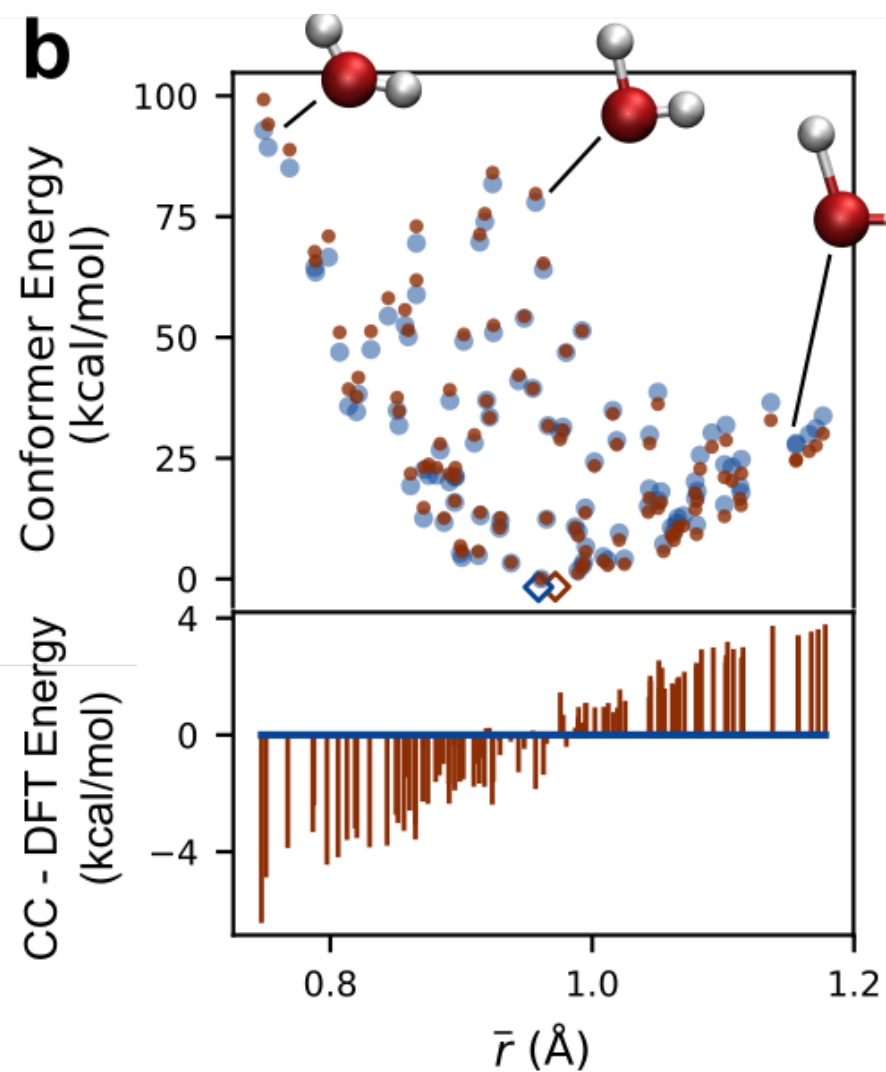 b
Conformer Energy
(kcal/mol)
100
75
50
25
0
CC - DFT Energy
(kcal/mol)
4
0
−4
0.8 1.0 1.2
r̄ (Å)